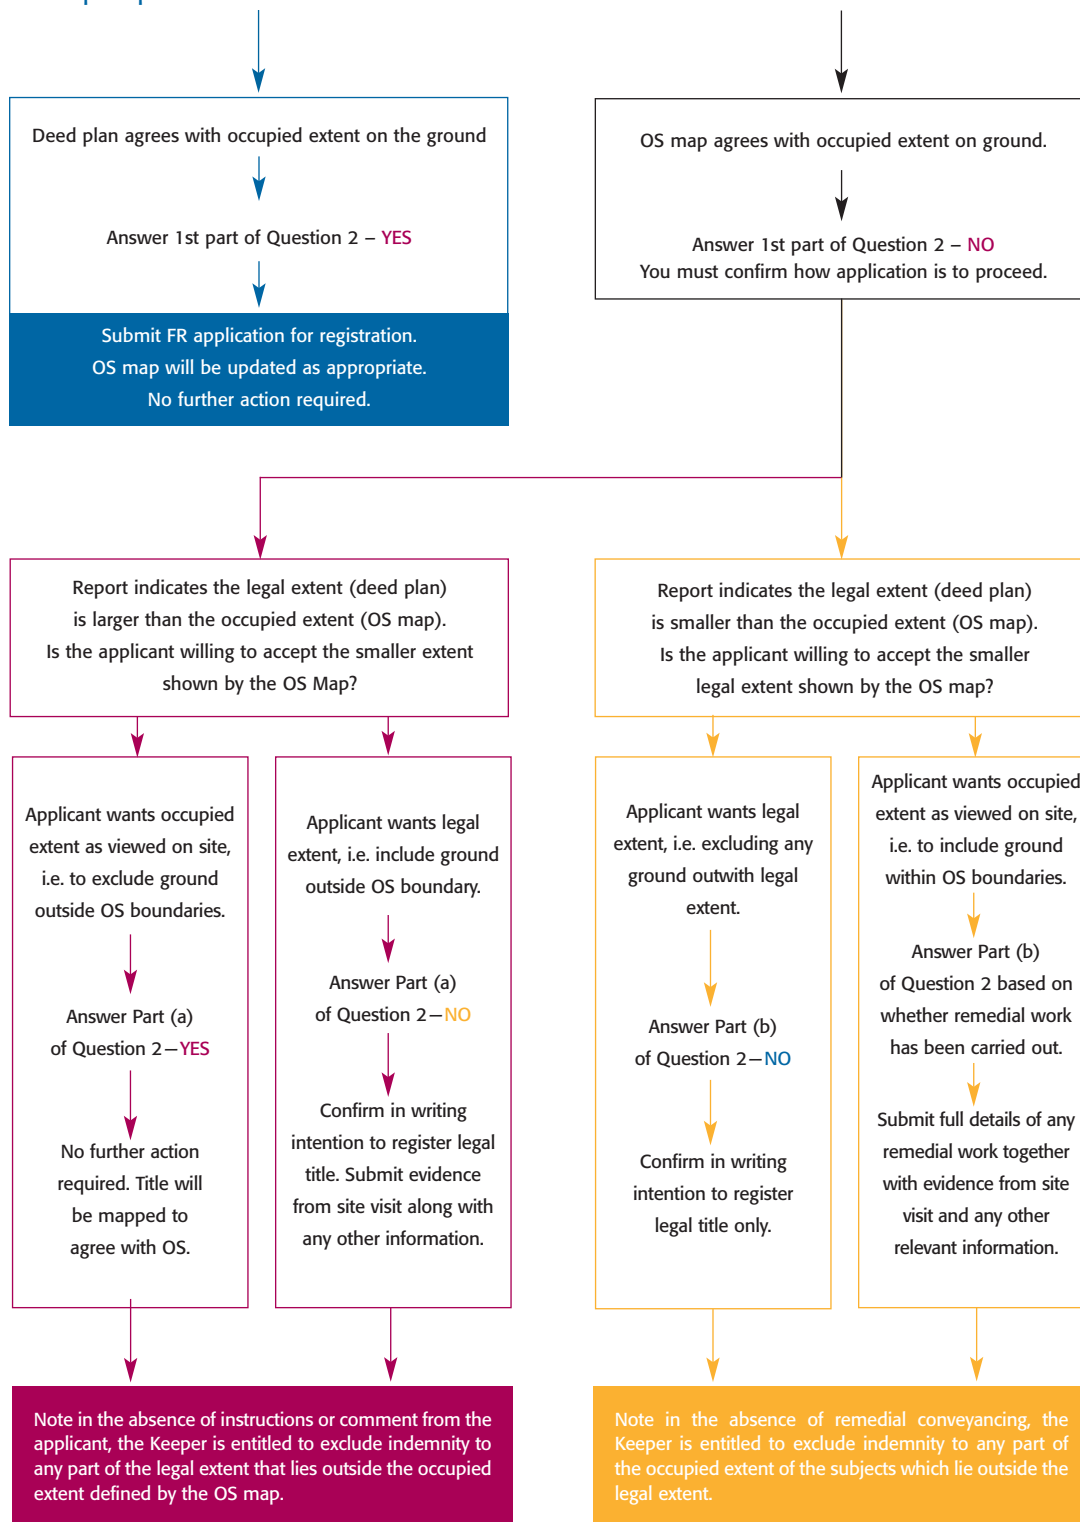 Deed plan agrees with occupied extent on the ground
Answer 1st part of Question 2 – YES
Submit FR application for registration.
OS map will be updated as appropriate.
No further action required.
OS map agrees with occupied extent on ground.
Answer 1st part of Question 2 – NO
You must confirm how application is to proceed.
Report indicates the legal extent (deed plan)
is larger than the occupied extent (OS map).
Is the applicant willing to accept the smaller extent
shown by the OS Map?
Report indicates the legal extent (deed plan)
is smaller than the occupied extent (OS map).
Is the applicant willing to accept the smaller
legal extent shown by the OS map?
Applicant wants occupied
extent as viewed on site,
i.e. to exclude ground
outside OS boundaries.
Answer Part (a)
of Question 2–YES
No further action
required. Title will
be mapped to
agree with OS.
Applicant wants legal
extent, i.e. include ground
outside OS boundary.
Answer Part (a)
of Question 2–NO
Confirm in writing
intention to register legal
title. Submit evidence
from site visit along with
any other information.
Applicant wants legal
extent, i.e. excluding any
ground outwith legal
extent.
Answer Part (b)
of Question 2–NO
Confirm in writing
intention to register
legal title only.
Applicant wants occupied
extent as viewed on site,
i.e. to include ground
within OS boundaries.
Answer Part (b)
of Question 2 based on
whether remedial work
has been carried out.
Submit full details of any
remedial work together
with evidence from site
visit and any other
relevant information.
Note in the absence of instructions or comment from the
applicant, the Keeper is entitled to exclude indemnity to
any part of the legal extent that lies outside the occupied
extent defined by the OS map.
Note in the absence of remedial conveyancing, the
Keeper is entitled to exclude indemnity to any part of
the occupied extent of the subjects which lie outside the
legal extent.